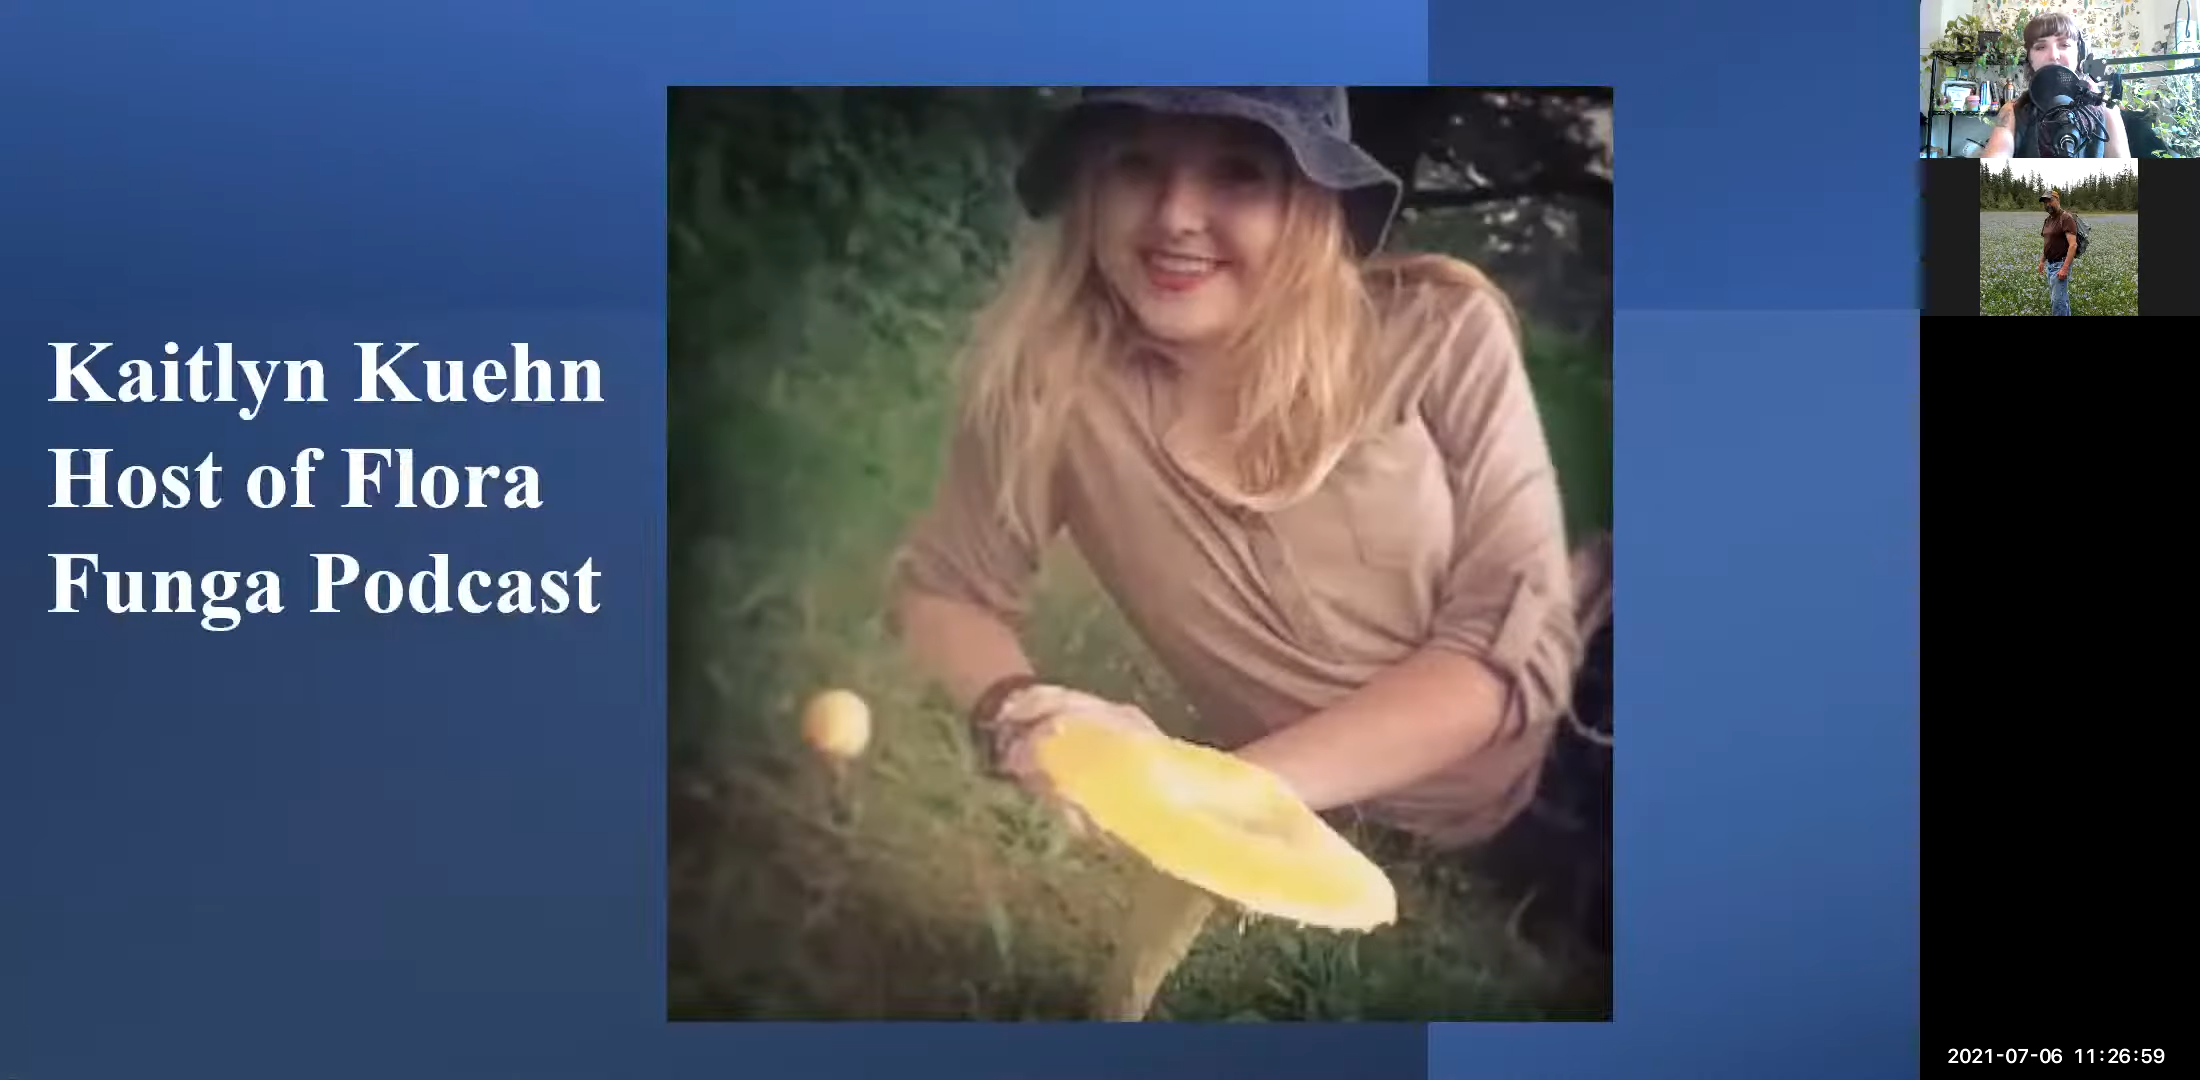 Kaitlyn Kuehn
Host of Flora
Funga Podcast
2021-07-06 11:26:59